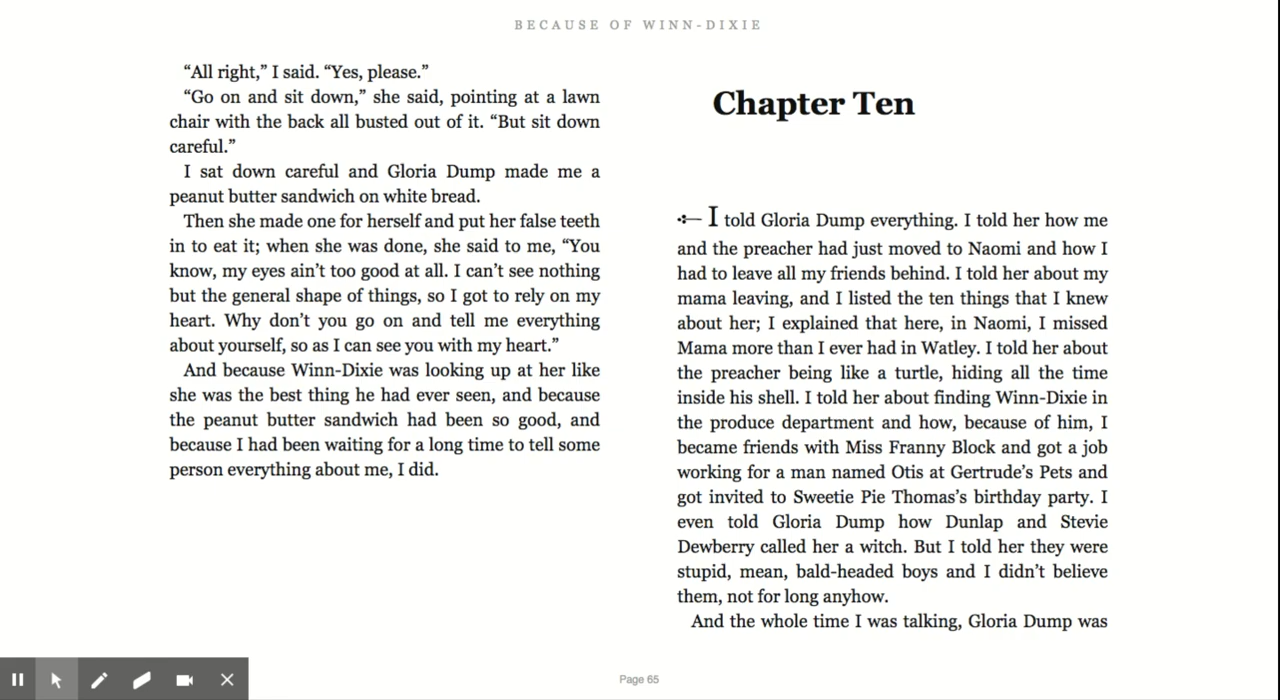 BECAUSE OF WINN-DIXIE
“All right,” I said. “Yes, please.”
“Go on and sit down,” she said, pointing at a lawn
chair with the back all busted out of it. “But sit down
careful.”
I sat down careful and Gloria Dump made me a
peanut butter sandwich on white bread.
Then she made one for herself and put her false teeth
in to eat it; when she was done, she said to me, “You
know, my eyes ain’t too good at all. I can’t see nothing
but the general shape of things, so I got to rely on my
heart. Why don’t you go on and tell me everything
about yourself, so as I can see you with my heart.”
And because Winn-Dixie was looking up at her like
she was the best thing he had ever seen, and because
the peanut butter sandwich had been so good, and
because I had been waiting for a long time to tell some
person everything about me, I did.
Chapter Ten
I told Gloria Dump everything. I told her how me
and the preacher had just moved to Naomi and how I
had to leave all my friends behind. I told her about my
mama leaving, and I listed the ten things that I knew
about her; I explained that here, in Naomi, I missed
Mama more than I ever had in Watley. I told her about
the preacher being like a turtle, hiding all the time
inside his shell. I told her about finding Winn-Dixie in
the produce department and how, because of him, I
became friends with Miss Franny Block and got a job
working for a man named Otis at Gertrude’s Pets and
got invited to Sweetie Pie Thomas’s birthday party. I
even told Gloria Dump how Dunlap and Stevie
Dewberry called her a witch. But I told her they were
stupid, mean, bald-headed boys and I didn’t believe
them, not for long anyhow.
And the whole time I was talking, Gloria Dump was
Page 65